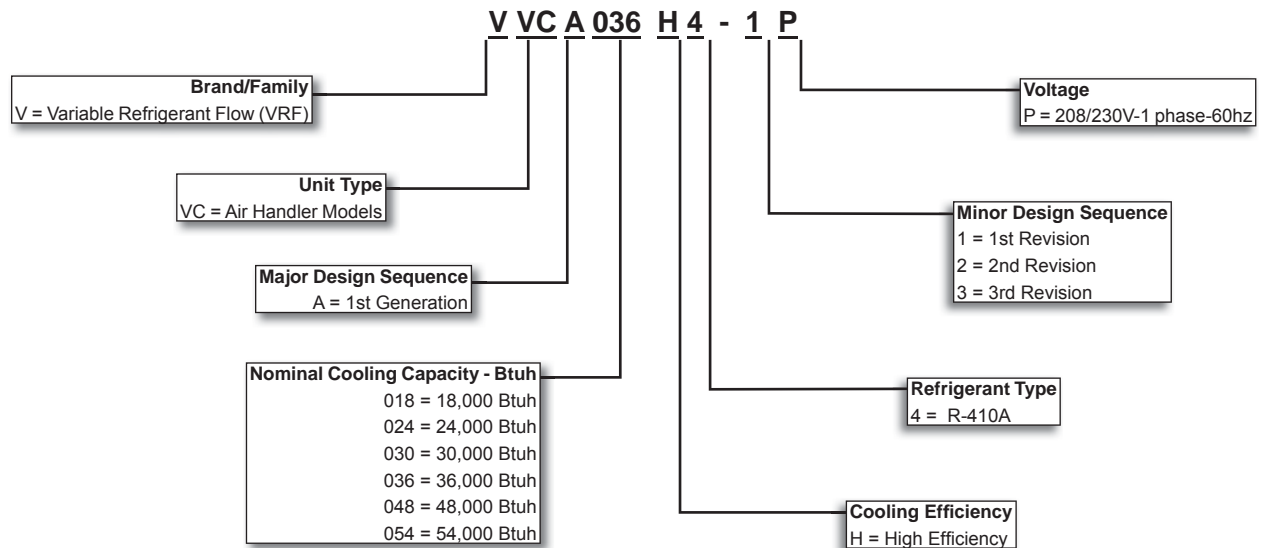 V VC A 036 H 4 - 1 P
Brand/Family
V = Variable Refrigerant Flow (VRF)
Unit Type
VC = Air Handler Models
Major Design Sequence
A = 1st Generation
Nominal Cooling Capacity - Btuh
018 = 18,000 Btuh
024 = 24,000 Btuh
030 = 30,000 Btuh
036 = 36,000 Btuh
048 = 48,000 Btuh
054 = 54,000 Btuh
Voltage
P = 208/230V-1 phase-60hz
Minor Design Sequence
1 = 1st Revision
2 = 2nd Revision
3 = 3rd Revision
Refrigerant Type
4 = R-410A
Cooling Efficiency
H = High Efficiency